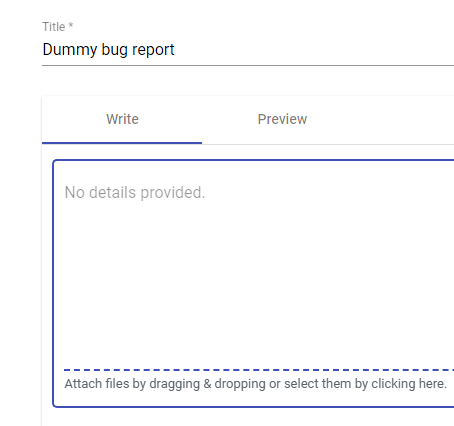 Title *
Dummy bug report
Write Preview
No details provided.
Attach files by dragging & dropping or select them by clicking here.